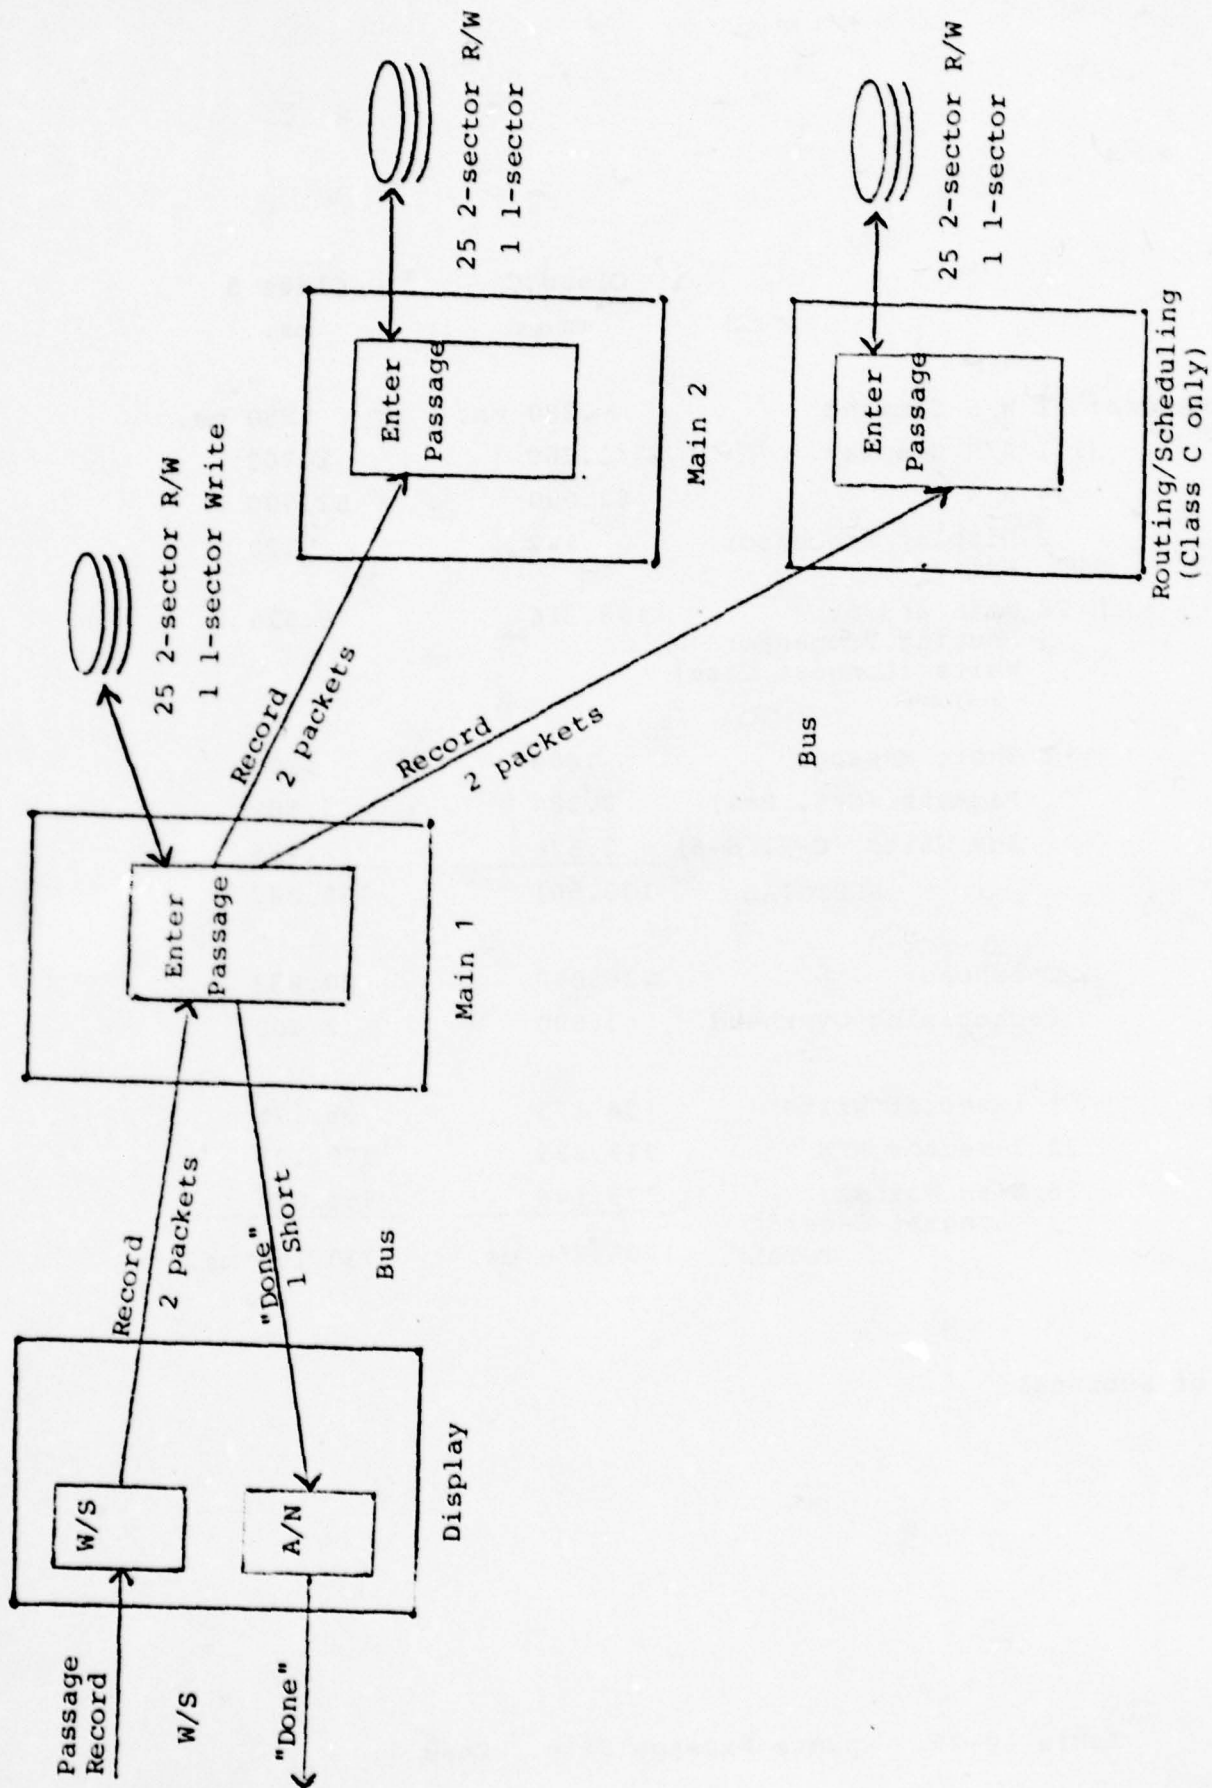 Passage
Record
W/S
"Done"
W/S
A/N
Display
Record
2 packets
"Done"
1 Short
Bus
Enter
Passage
Main 1
25 2-sector R/W
1 1-sector Write
Record
2 packets
Record
2 packets
Bus
Enter
Passage
Main 2
25 2-sector R/W
1 1-sector
Enter
Passage
Routing/Scheduling
(Class C only)
25 2-sector R/W
1 1-sector